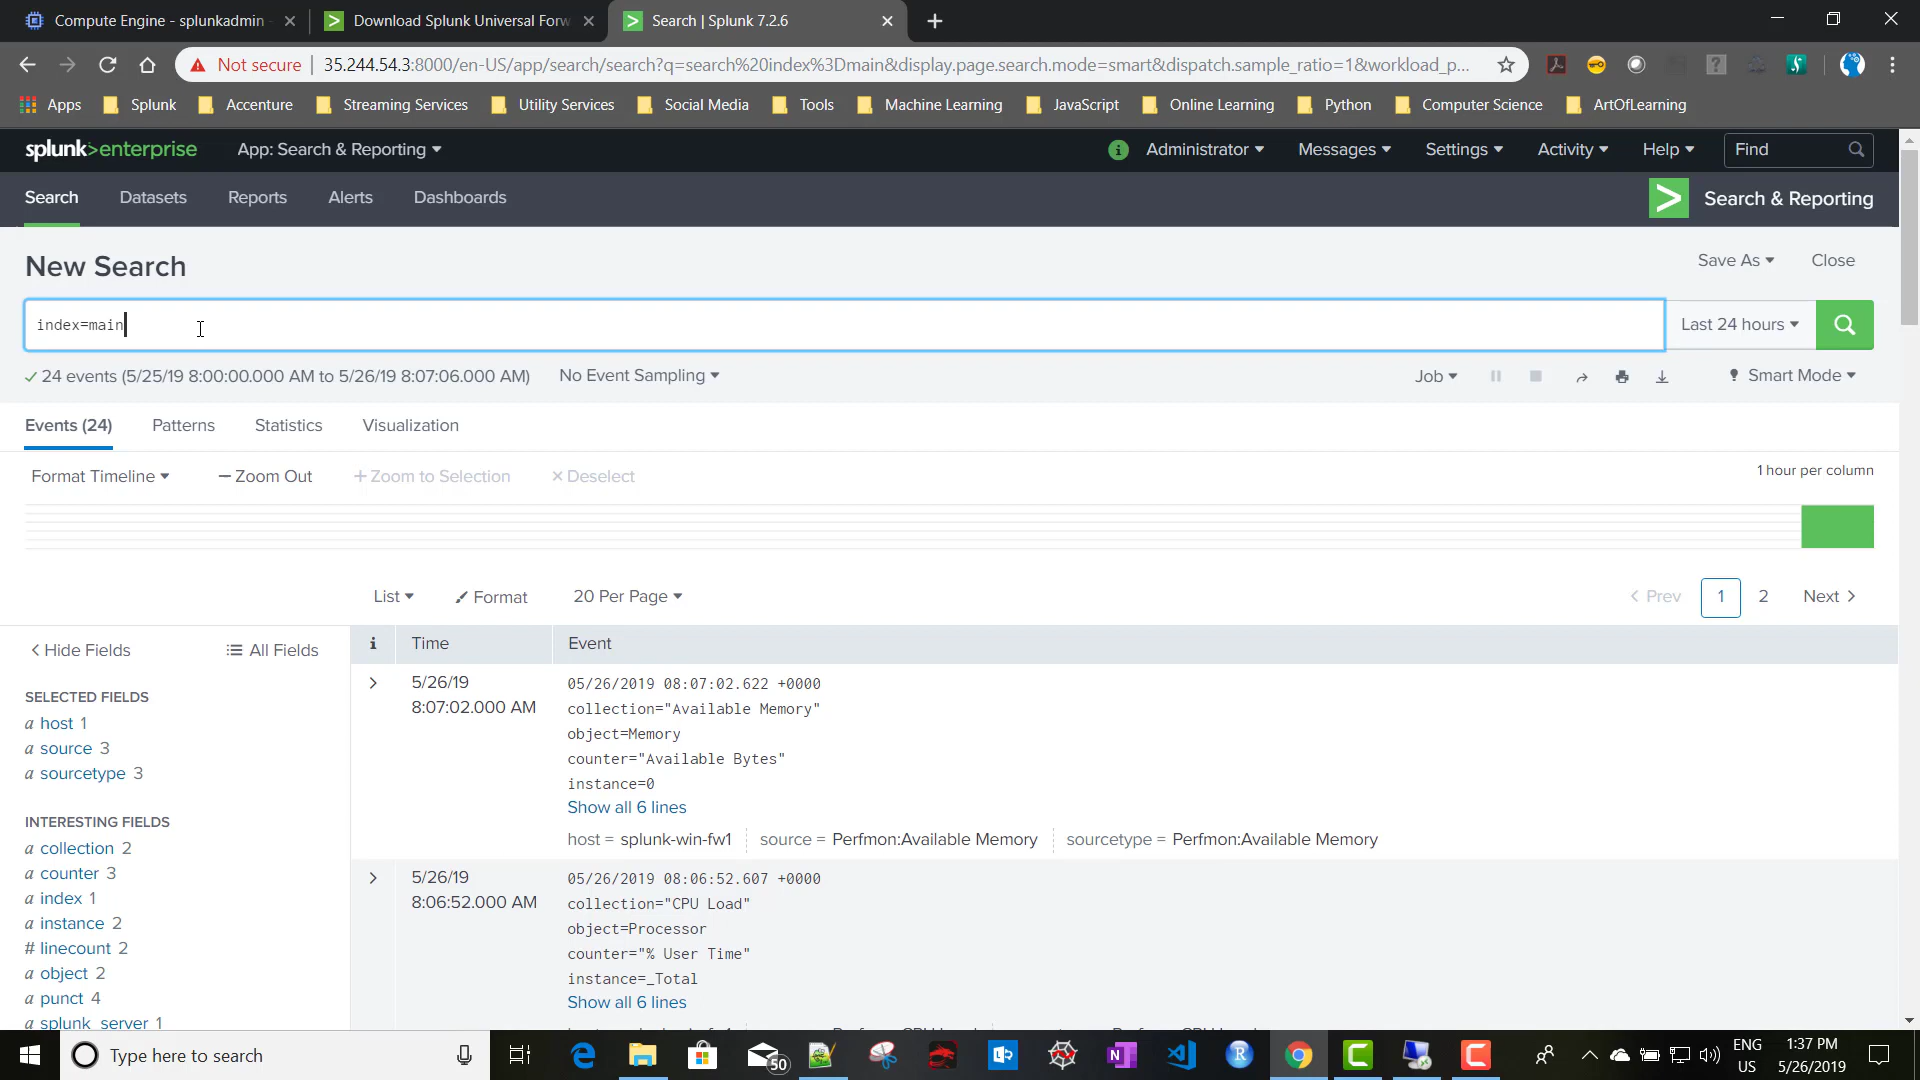 Compute Engine - splunkadmin
Download Splunk Universal Forw
Search | Splunk 7.2.6
Not secure | 35.244.54.3:8000/en-US/app/search/search?q=search%20index%3Dmain&display.page.search.mode=smart&dispatch.sample_ratio=1&workload_p...
Apps Splunk Accenture Streaming Services Utility Services Social Media Tools Machine Learning JavaScript Online Learning Python Computer Science ArtOfLearning
splunk>enterprise App: Search & Reporting i Administrator Messages Settings Activity Help Find
Search Datasets Reports Alerts Dashboards > Search & Reporting
New Search Save As Close
index=main Last 24 hours
24 events (5/25/19 8:00:00.000 AM to 5/26/19 8:07:06.000 AM) No Event Sampling Job Smart Mode
Events (24) Patterns Statistics Visualization
Format Timeline — Zoom Out + Zoom to Selection × Deselect 1 hour per column
List Format 20 Per Page < Prev 1 2 Next >
< Hide Fields All Fields i Time Event
SELECTED FIELDS
a host 1
a source 3
a sourcetype 3
INTERESTING FIELDS
a collection 2
a counter 3
a index 1
a instance 2
# linecount 2
a object 2
a punct 4
a splunk_server 1
> 5/26/19
8:07:02.000 AM
05/26/2019 08:07:02.622 +0000
collection="Available Memory"
object=Memory
counter="Available Bytes"
instance=0
Show all 6 lines
host = splunk-win-fw1 source = Perfmon:Available Memory sourcetype = Perfmon:Available Memory
> 5/26/19
8:06:52.000 AM
05/26/2019 08:06:52.607 +0000
collection="CPU Load"
object=Processor
counter="% User Time"
instance=_Total
Show all 6 lines
Type here to search
50
ENG
US
1:37 PM
5/26/2019